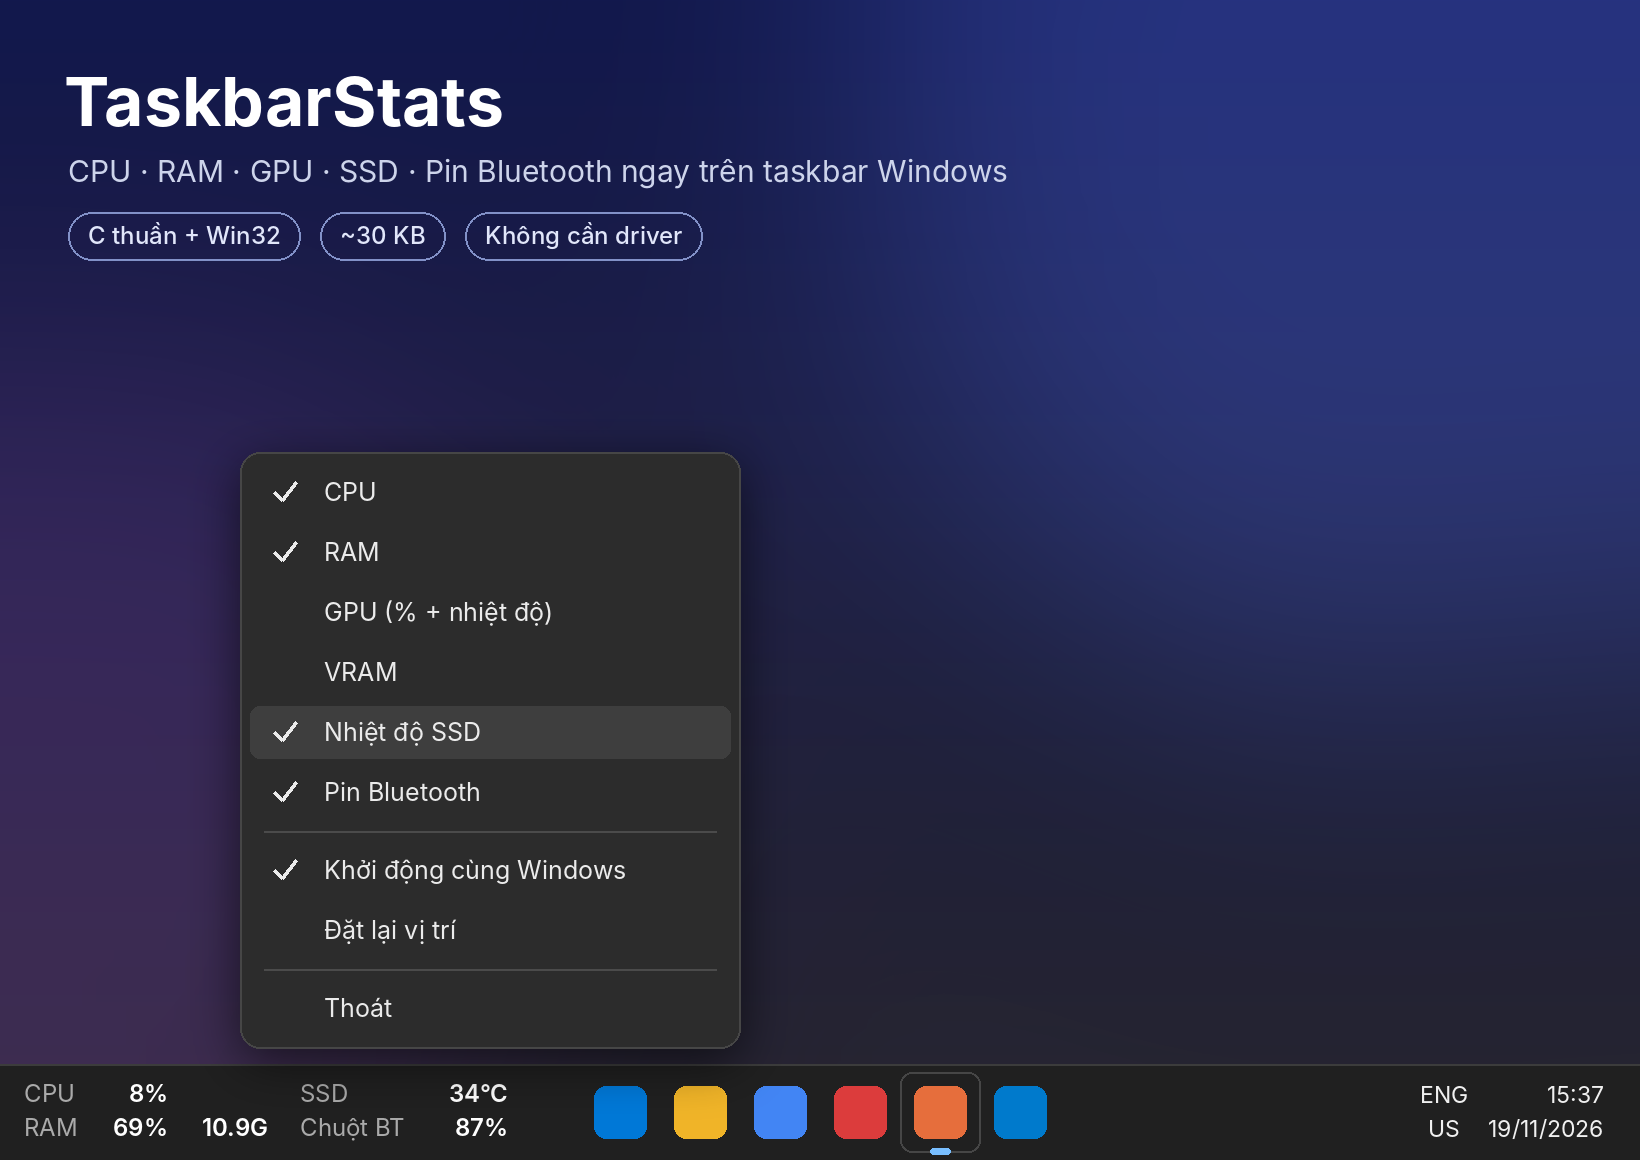 TaskbarStats
CPU · RAM · GPU · SSD · Pin Bluetooth ngay trên taskbar Windows
C thuần + Win32
~30 KB
Không cần driver
CPU
RAM
GPU (% + nhiệt độ)
VRAM
Nhiệt độ SSD
Pin Bluetooth
Khởi động cùng Windows
Đặt lại vị trí
Thoát
CPU 8% SSD 34°C
RAM 69% 10.9G Chuột BT 87%
ENG 15:37
US 19/11/2026